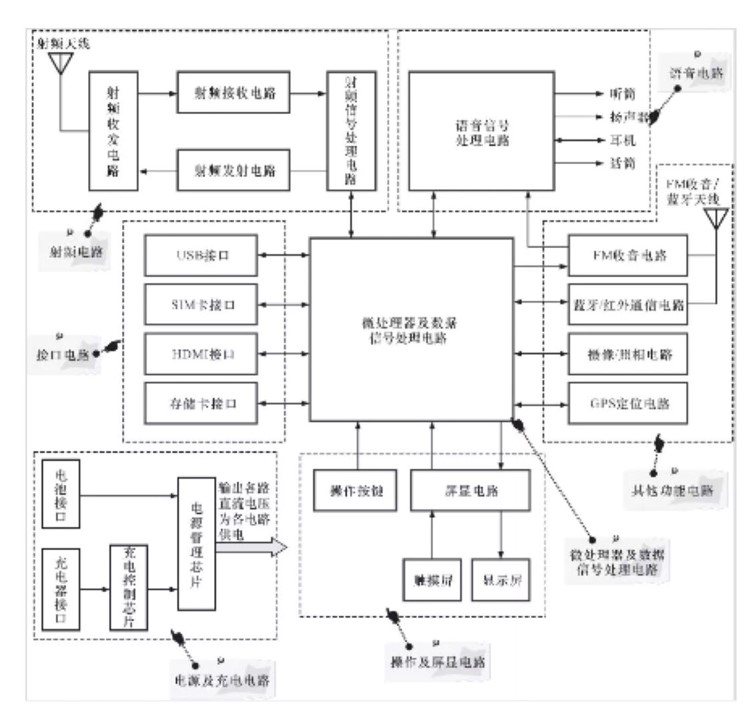 射频天线
射频收发电路
射频接收电路
射频发射电路
射频信号处理电路
射频电路
语音信号
处理电路
听筒
扬声器
耳机
话筒
语音电路
FM收音/
蓝牙天线
USB接口
SIM卡接口
HDMI接口
存储卡接口
接口电路
微处理器及数据
信号处理电路
FM收音电路
蓝牙/红外通信电路
摄像/照相电路
GPS定位电路
其他功能电路
电池接口
充电器接口
充电控制芯片
电源管理芯片
输出各路
直流电压
为各电路
供电
电源及充电电路
操作按键
屏显电路
触摸屏
显示屏
操作及屏显电路
微处理器及数据
信号处理电路